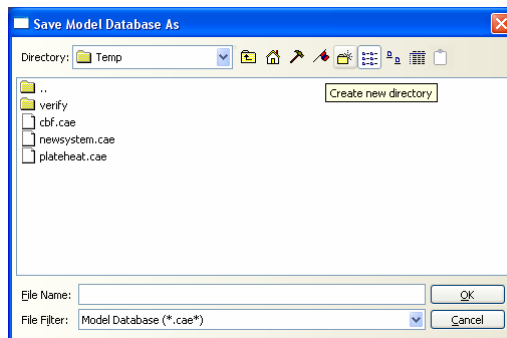 Save Model Database As
Directory: Temp
Create new directory
..
verify
cbf.cae
newsystem.cae
plateheat.cae
File Name: OK
File Filter: Model Database (*.cae*) Cancel